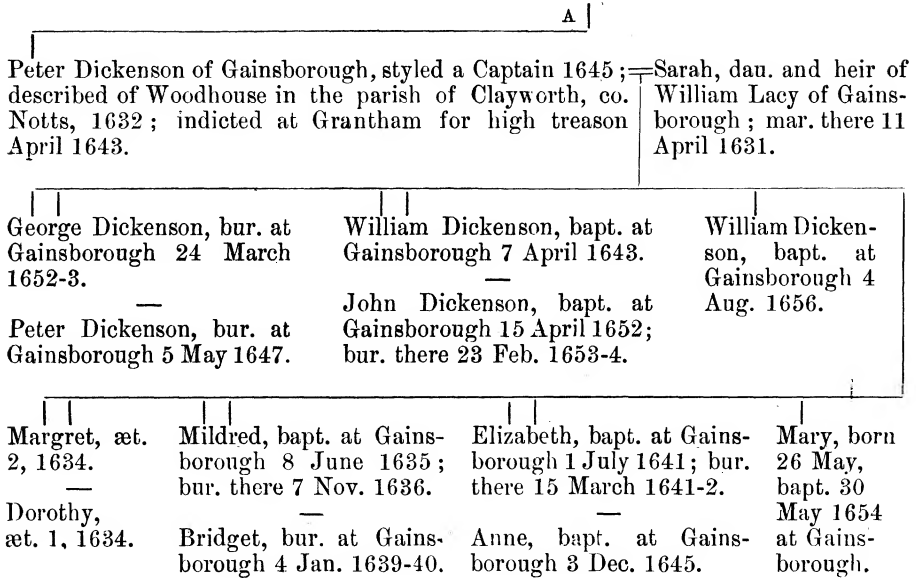 A
Peter Dickenson of Gainsborough, styled a Captain 1645;
described of Woodhouse in the parish of Clayworth, co.
Notts, 1632; indicted at Grantham for high treason
April 1643.
Sarah, dau. and heir of
William Lacy of Gains-
borough; mar. there 11
April 1631.
George Dickenson, bur. at
Gainsborough 24 March
1652-3.
—
Peter Dickenson, bur. at
Gainsborough 5 May 1647.
William Dickenson, bapt. at
Gainsborough 7 April 1643.
—
John Dickenson, bapt. at
Gainsborough 15 April 1652;
bur. there 23 Feb. 1653-4.
William Dicken-
son, bapt. at
Gainsborough 4
Aug. 1656.
Margret, æt.
2, 1634.
—
Dorothy,
æt. 1, 1634.
Mildred, bapt. at Gains-
borough 8 June 1635;
bur. there 7 Nov. 1636.
—
Bridget, bur. at Gains-
borough 4 Jan. 1639-40.
Elizabeth, bapt. at Gains-
borough 1 July 1641; bur.
there 15 March 1641-2.
—
Anne, bapt. at Gains-
borough 3 Dec. 1645.
Mary, born
26 May,
bapt. 30
May 1654
at Gains-
borough.